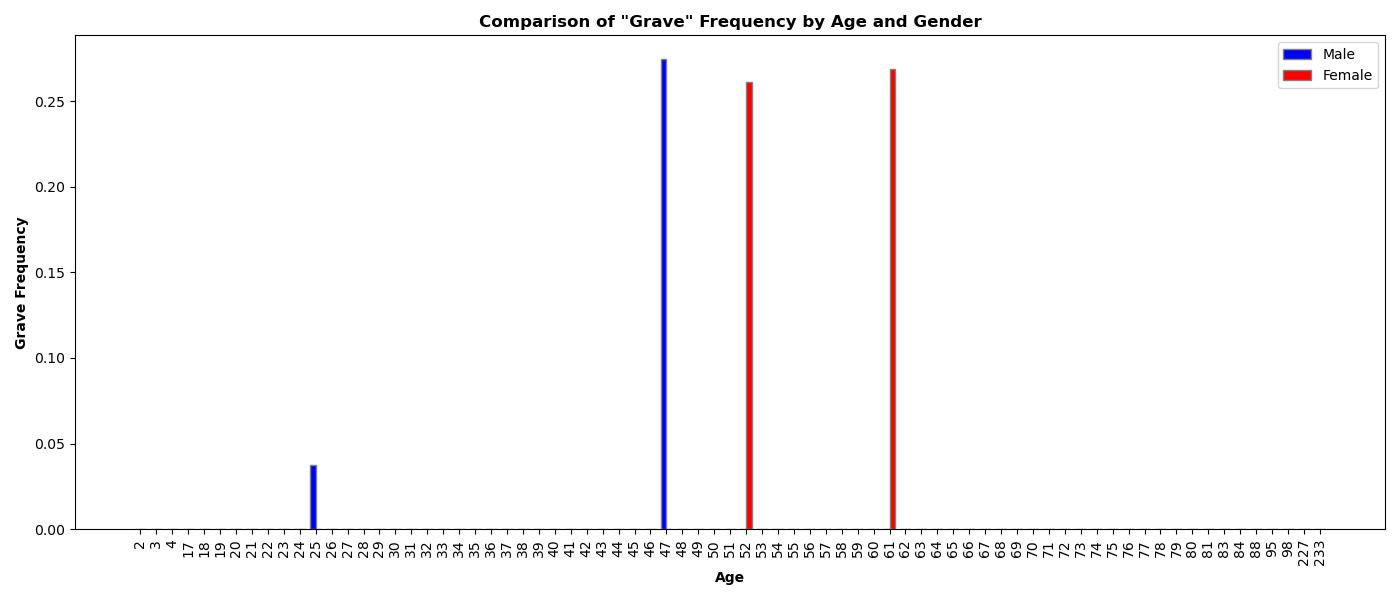 Comparison of "Grave" Frequency by Age and Gender
Male
Female
0.25
0.20
0.15
0.10
0.05
0.00
Grave Frequency
2 3 4 17 18 19 20 21 22 23 24 25 26 27 28 29 30 31 32 33 34 35 36 37 38 39 40 41 42 43 44 45 46 47 48 49 50 51 52 53 54 55 56 57 58 59 60 61 62 63 64 65 66 67 68 69 70 71 72 73 74 75 76 77 78 79 80 81 83 84 88 95 98 227 233
Age